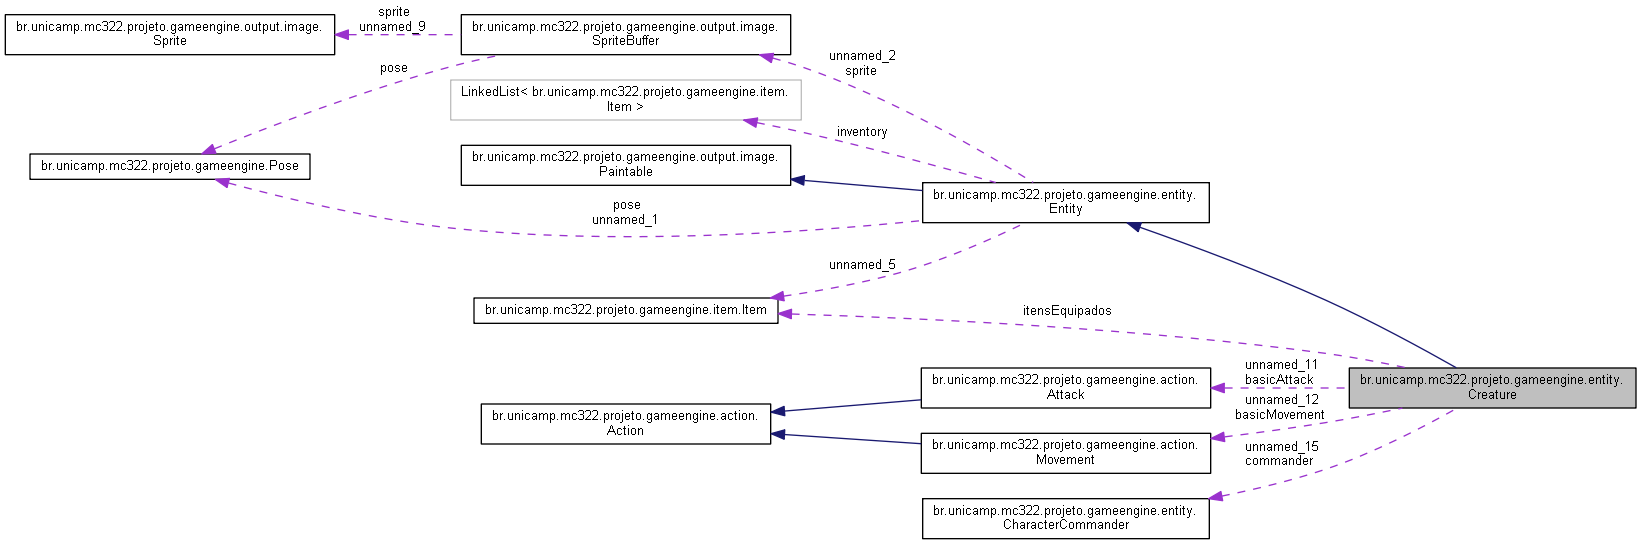 sprite
unnamed_9
br.unicamp.mc322.projeto.gameengine.output.image.
Sprite
br.unicamp.mc322.projeto.gameengine.output.image.
SpriteBuffer
unnamed_2
sprite
pose
LinkedList< br.unicamp.mc322.projeto.gameengine.item.
Item >
inventory
br.unicamp.mc322.projeto.gameengine.Pose
br.unicamp.mc322.projeto.gameengine.output.image.
Paintable
br.unicamp.mc322.projeto.gameengine.entity.
Entity
pose
unnamed_1
unnamed_5
br.unicamp.mc322.projeto.gameengine.item.Item
itensEquipados
unnamed_11
basicAttack
br.unicamp.mc322.projeto.gameengine.action.
Attack
br.unicamp.mc322.projeto.gameengine.entity.
Creature
unnamed_12
basicMovement
br.unicamp.mc322.projeto.gameengine.action.
Action
br.unicamp.mc322.projeto.gameengine.action.
Movement
unnamed_15
commander
br.unicamp.mc322.projeto.gameengine.entity.
CharacterCommander